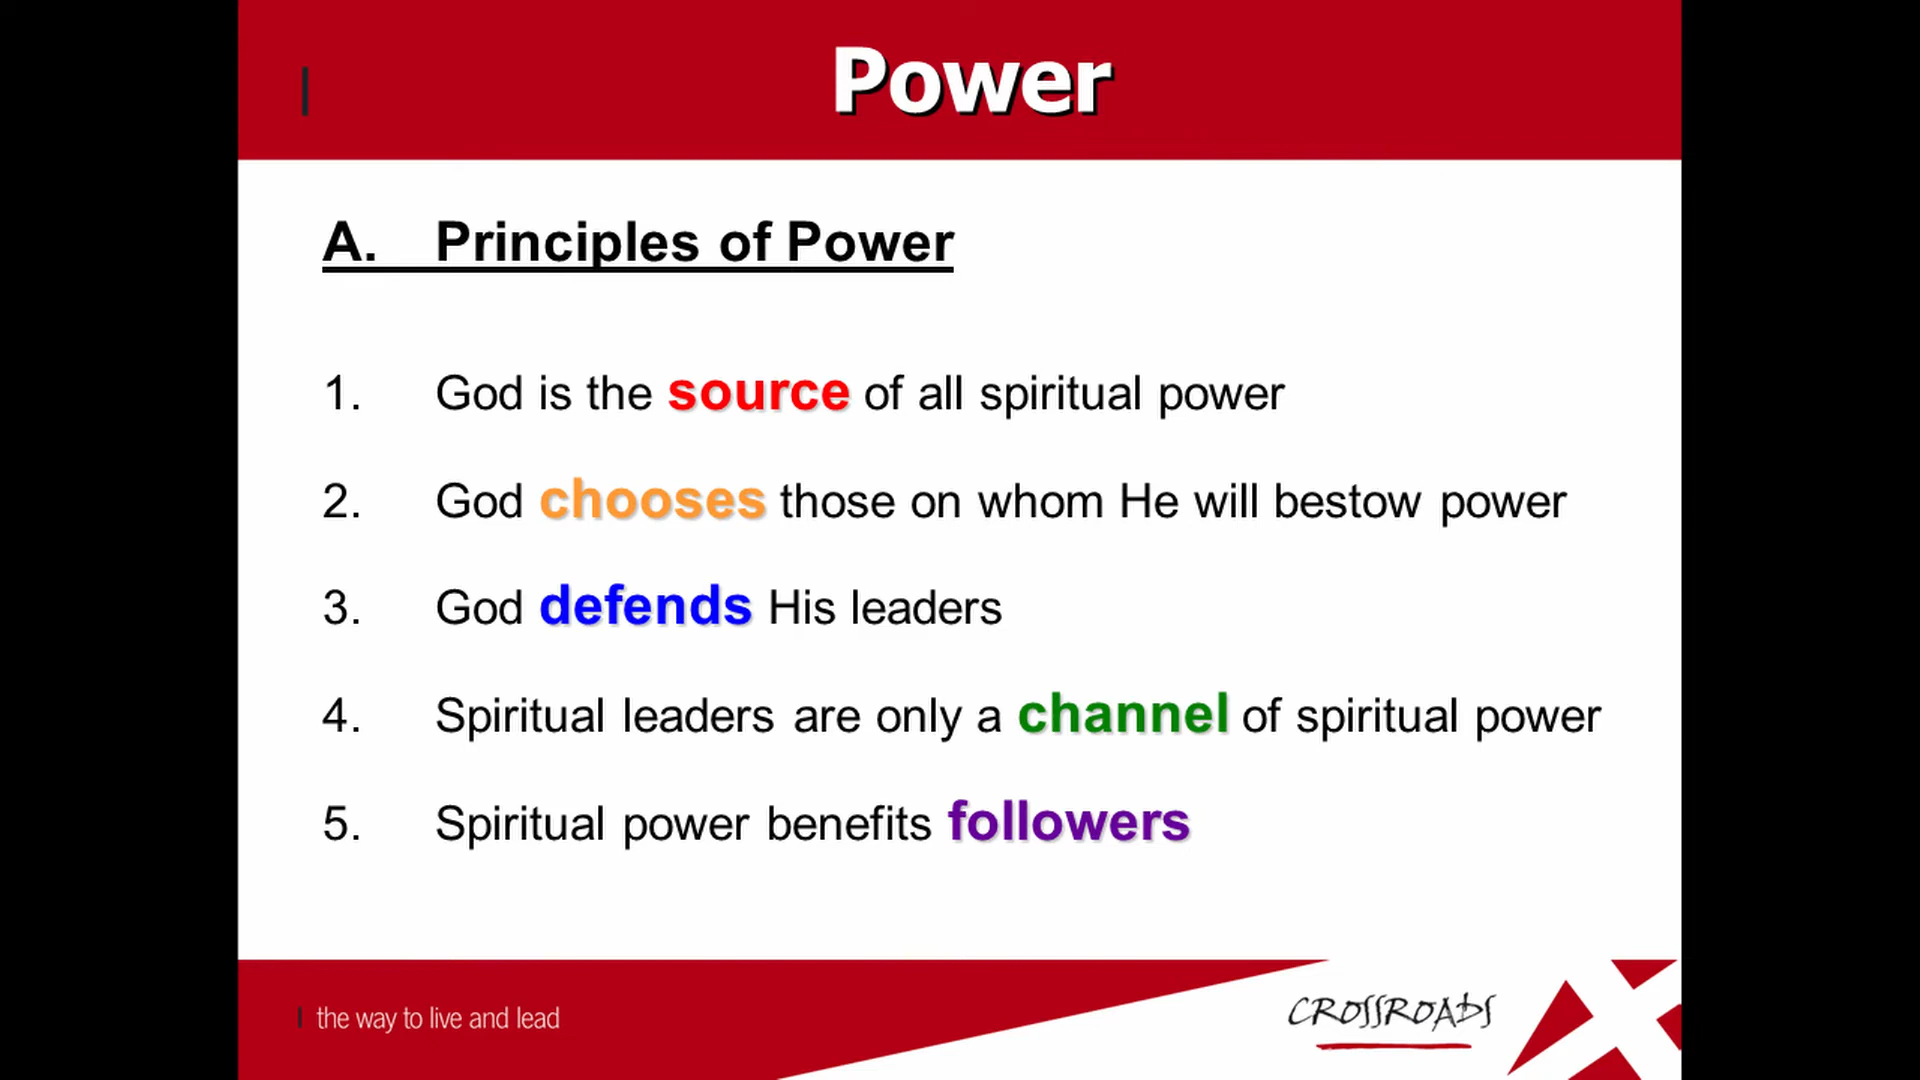 Power
A. Principles of Power
1. God is the source of all spiritual power
2. God chooses those on whom He will bestow power
3. God defends His leaders
4. Spiritual leaders are only a channel of spiritual power
5. Spiritual power benefits followers
the way to live and lead
CROSSROADS